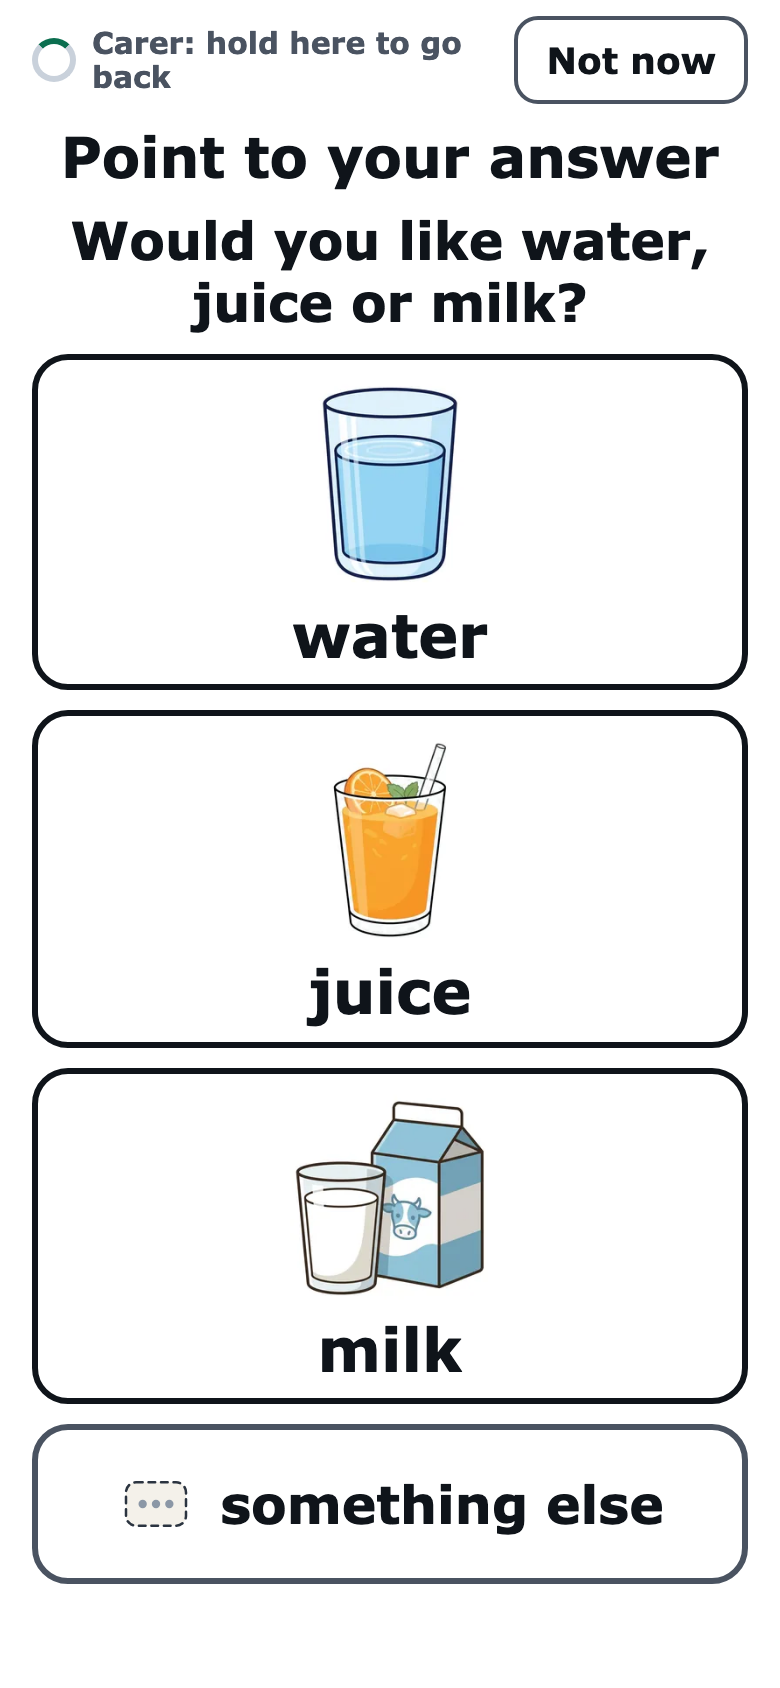 Carer: hold here to go
back
Not now
Point to your answer
Would you like water,
juice or milk?
water
juice
milk
something else